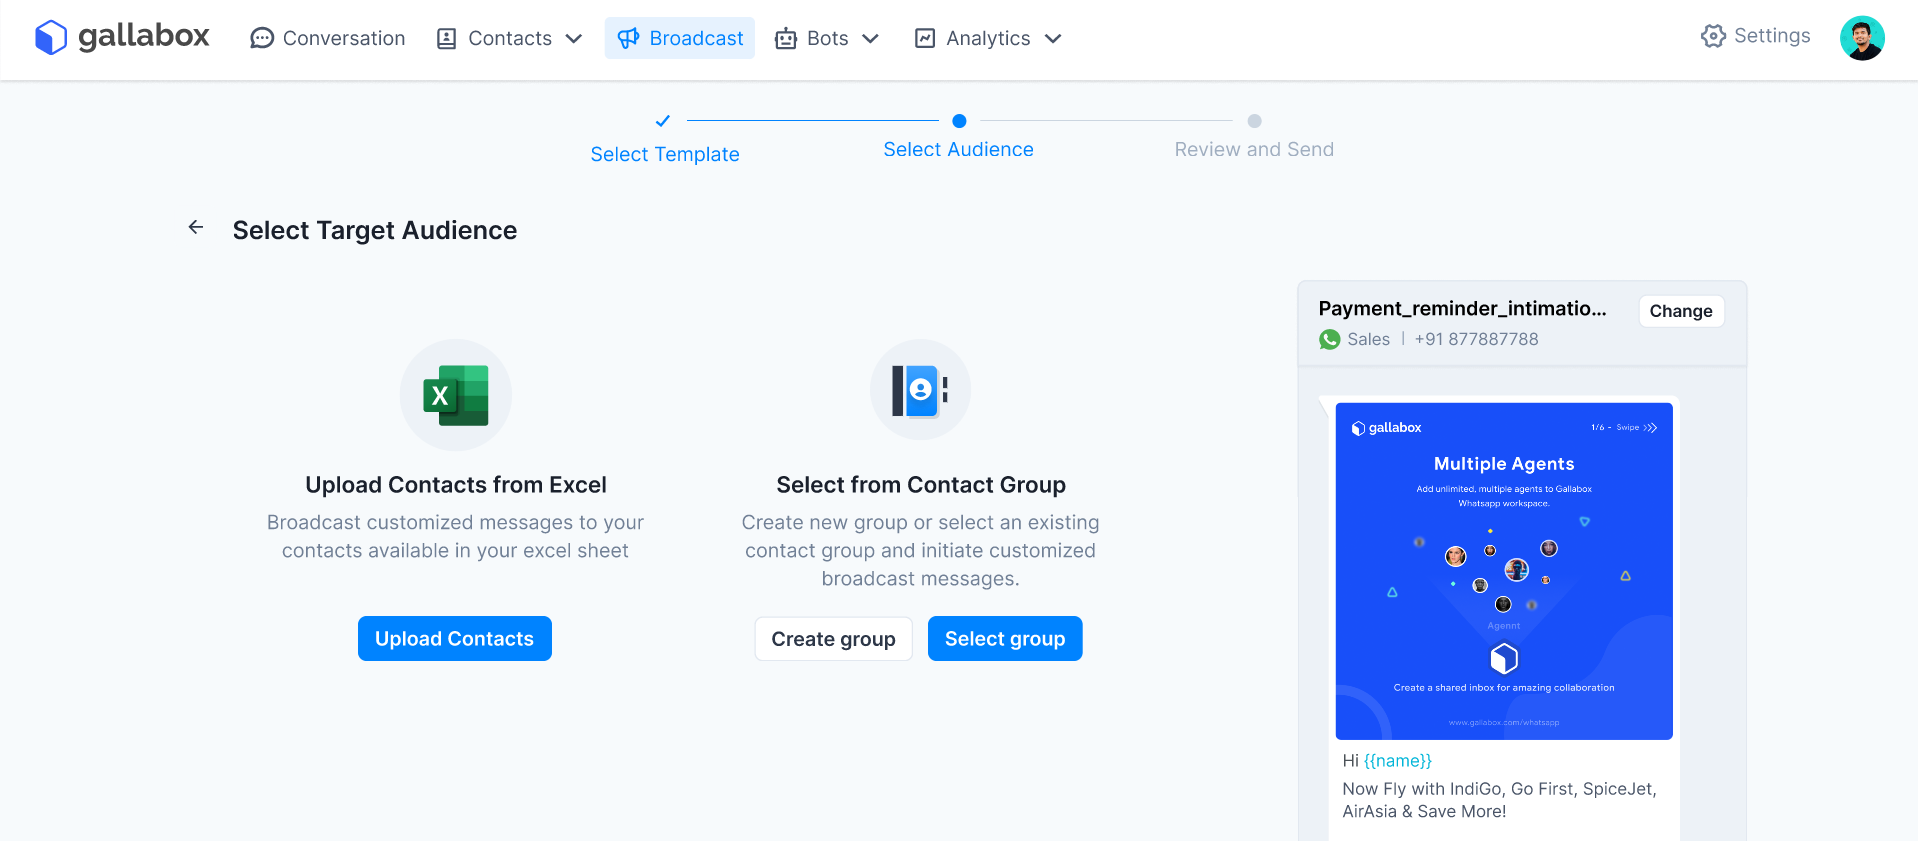 gallabox
Conversation
Contacts
Broadcast
Bots
Analytics
Settings
Select Template
Select Audience
Review and Send
Select Target Audience
X
Upload Contacts from Excel
Broadcast customized messages to your
contacts available in your excel sheet
Upload Contacts
Select from Contact Group
Create new group or select an existing
contact group and initiate customized
broadcast messages.
Create group
Select group
Payment_reminder_intimatio...
Change
Sales | +91 877887788
gallabox
1/6 - Swipe
Multiple Agents
Add unlimited, multiple agents to Gallabox
Whatsapp workspace.
Agennt
Create a shared inbox for amazing collaboration
www.gallabox.com/whatsapp
Hi {{name}}
Now Fly with IndiGo, Go First, SpiceJet,
AirAsia & Save More!